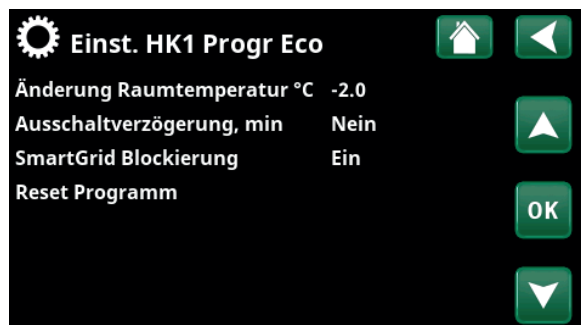 Einst. HK1 Progr Eco
Änderung Raumtemperatur °C -2.0
Ausschaltverzögerung, min Nein
SmartGrid Blockierung Ein
Reset Programm
OK